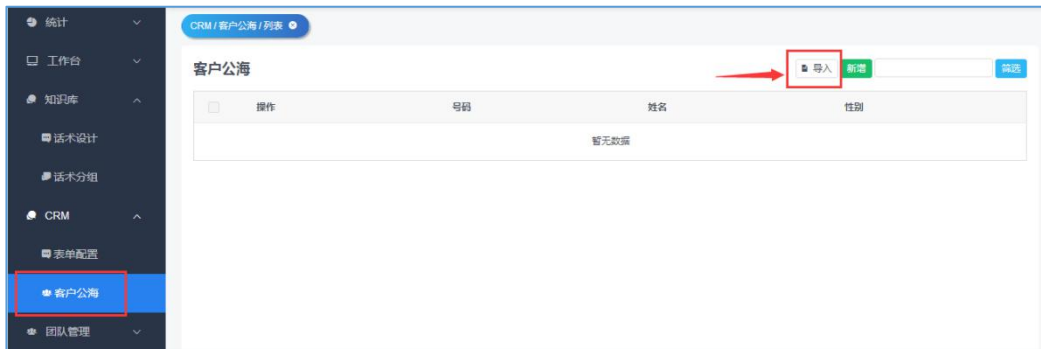 统计
工作台
知识库
话术设计
话术分组
CRM
表单配置
客户公海
团队管理
CRM / 客户公海 / 列表
客户公海
导入 新增 筛选
操作 号码 姓名 性别
暂无数据